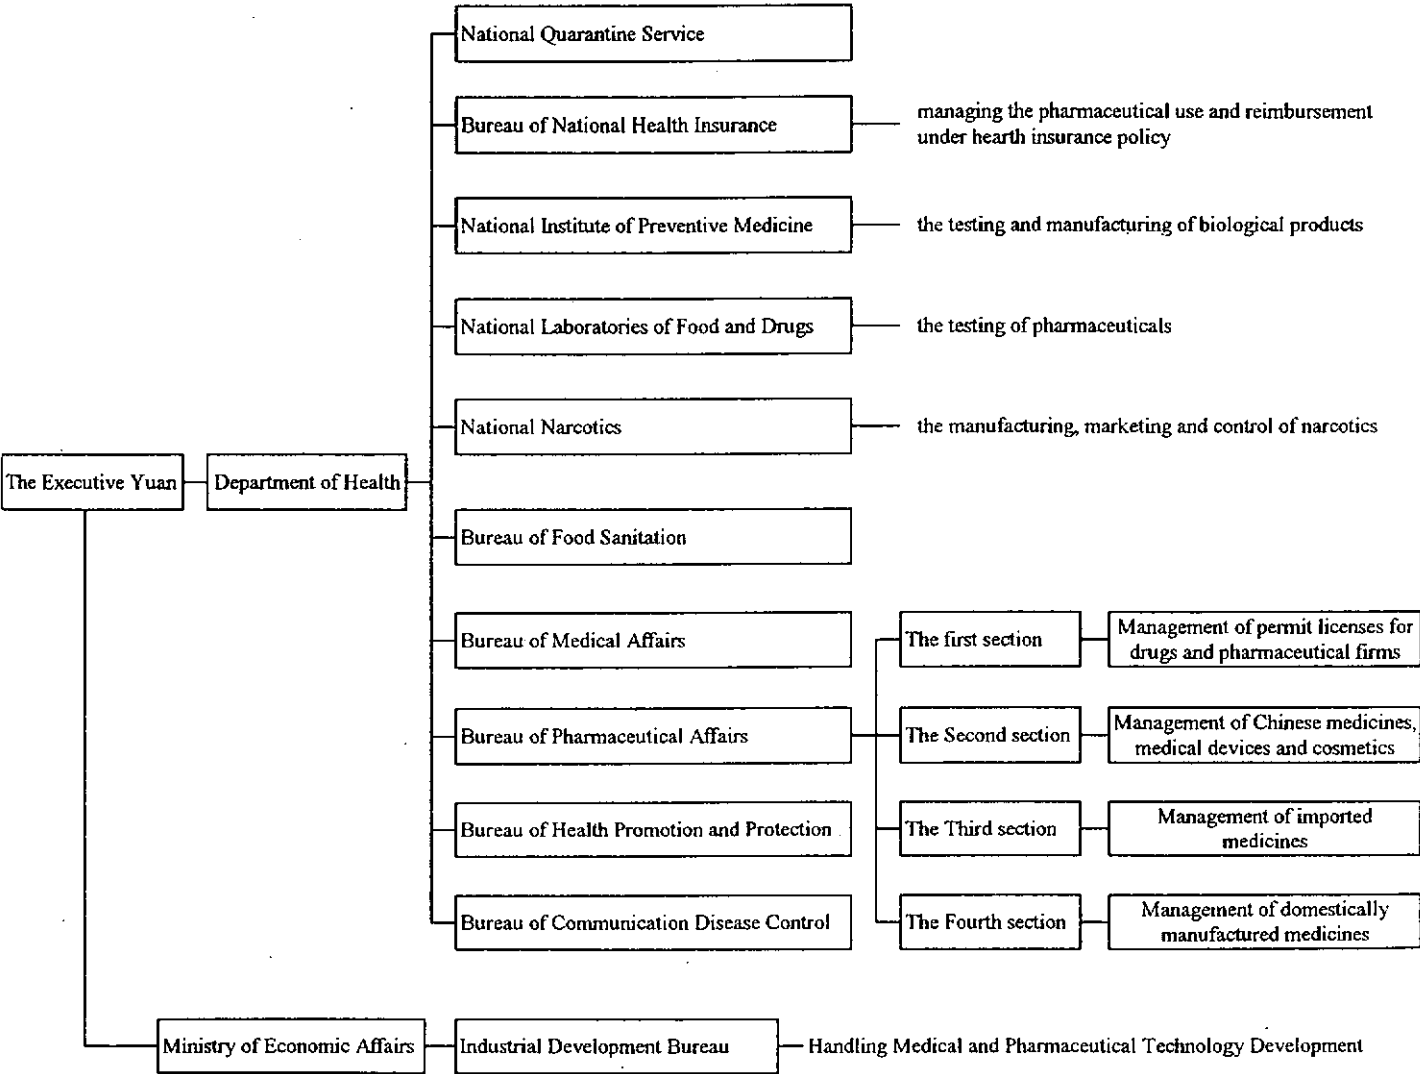 National Quarantine Service
Bureau of National Health Insurance
managing the pharmaceutical use and reimbursement
under hearth insurance policy
National Institute of Preventive Medicine
the testing and manufacturing of biological products
National Laboratories of Food and Drugs
the testing of pharmaceuticals
National Narcotics
the manufacturing, marketing and control of narcotics
The Executive Yuan
Department of Health
Bureau of Food Sanitation
Bureau of Medical Affairs
The first section
Management of permit licenses for
drugs and pharmaceutical firms
Bureau of Pharmaceutical Affairs
The Second section
Management of Chinese medicines,
medical devices and cosmetics
Bureau of Health Promotion and Protection
The Third section
Management of imported
medicines
Bureau of Communication Disease Control
The Fourth section
Management of domestically
manufactured medicines
Ministry of Economic Affairs
Industrial Development Bureau
Handling Medical and Pharmaceutical Technology Development